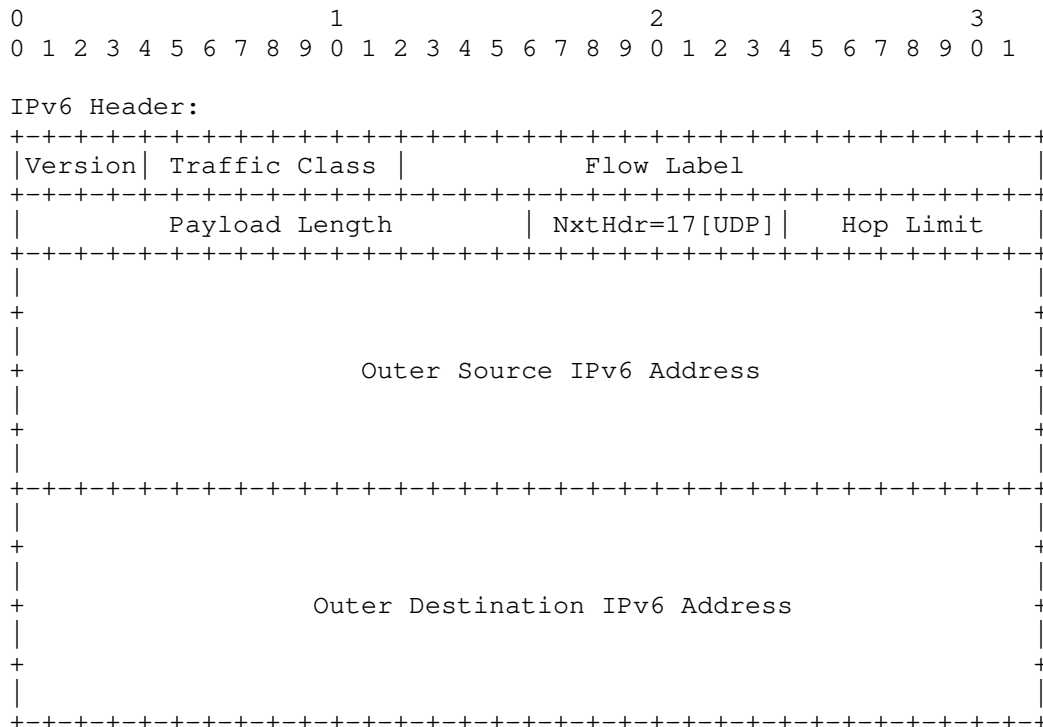 0                   1                   2                   3
0 1 2 3 4 5 6 7 8 9 0 1 2 3 4 5 6 7 8 9 0 1 2 3 4 5 6 7 8 9 0 1
IPv6 Header:
+-+-+-+-+-+-+-+-+-+-+-+-+-+-+-+-+-+-+-+-+-+-+-+-+-+-+-+-+-+-+-+-+
|Version| Traffic Class |           Flow Label                  |
+-+-+-+-+-+-+-+-+-+-+-+-+-+-+-+-+-+-+-+-+-+-+-+-+-+-+-+-+-+-+-+-+
|         Payload Length        | NxtHdr=17[UDP]|   Hop Limit   |
+-+-+-+-+-+-+-+-+-+-+-+-+-+-+-+-+-+-+-+-+-+-+-+-+-+-+-+-+-+-+-+-+
|                                                               |
+                                                               +
|                                                               |
+                     Outer Source IPv6 Address                 +
|                                                               |
+                                                               +
|                                                               |
+-+-+-+-+-+-+-+-+-+-+-+-+-+-+-+-+-+-+-+-+-+-+-+-+-+-+-+-+-+-+-+-+
|                                                               |
+                                                               +
|                                                               |
+                  Outer Destination IPv6 Address               +
|                                                               |
+                                                               +
|                                                               |
+-+-+-+-+-+-+-+-+-+-+-+-+-+-+-+-+-+-+-+-+-+-+-+-+-+-+-+-+-+-+-+-+